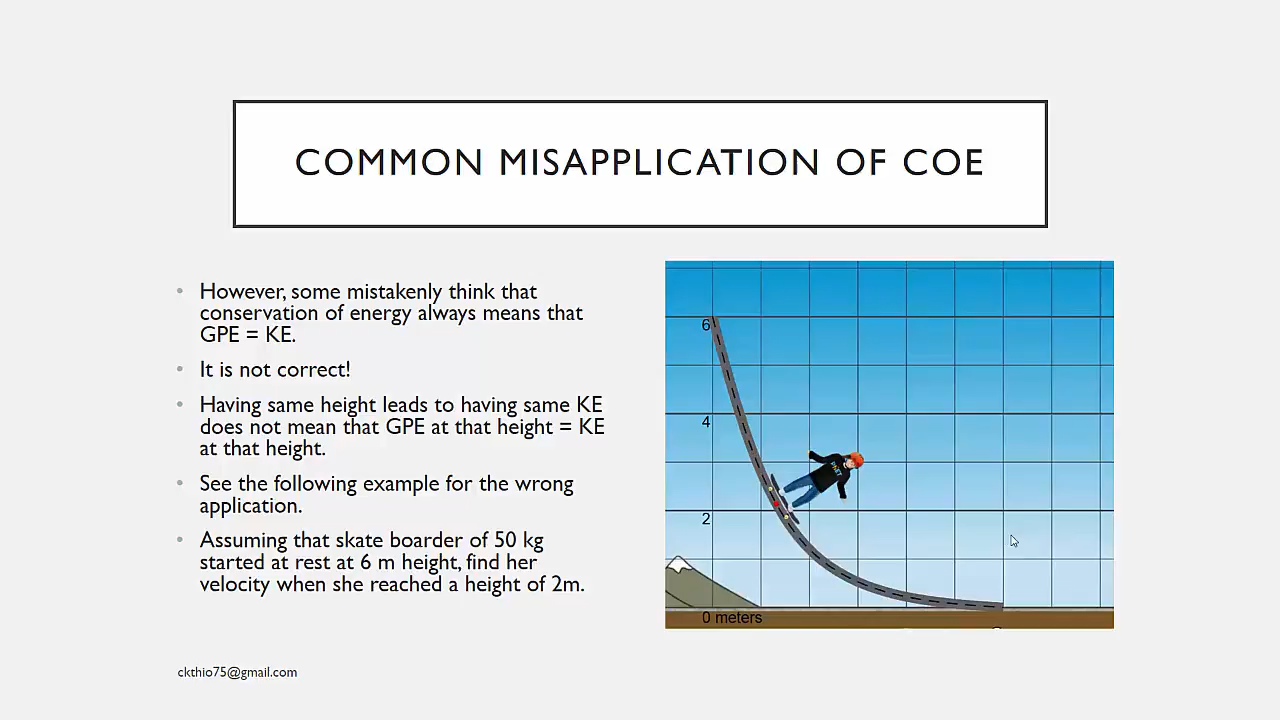 COMMON MISAPPLICATION OF COE
• However, some mistakenly think that
conservation of energy always means that
GPE = KE.
• It is not correct!
• Having same height leads to having same KE
does not mean that GPE at that height = KE
at that height.
• See the following example for the wrong
application.
• Assuming that skate boarder of 50 kg
started at rest at 6 m height, find her
velocity when she reached a height of 2m.
6
4
2
0 meters
ckthio75@gmail.com